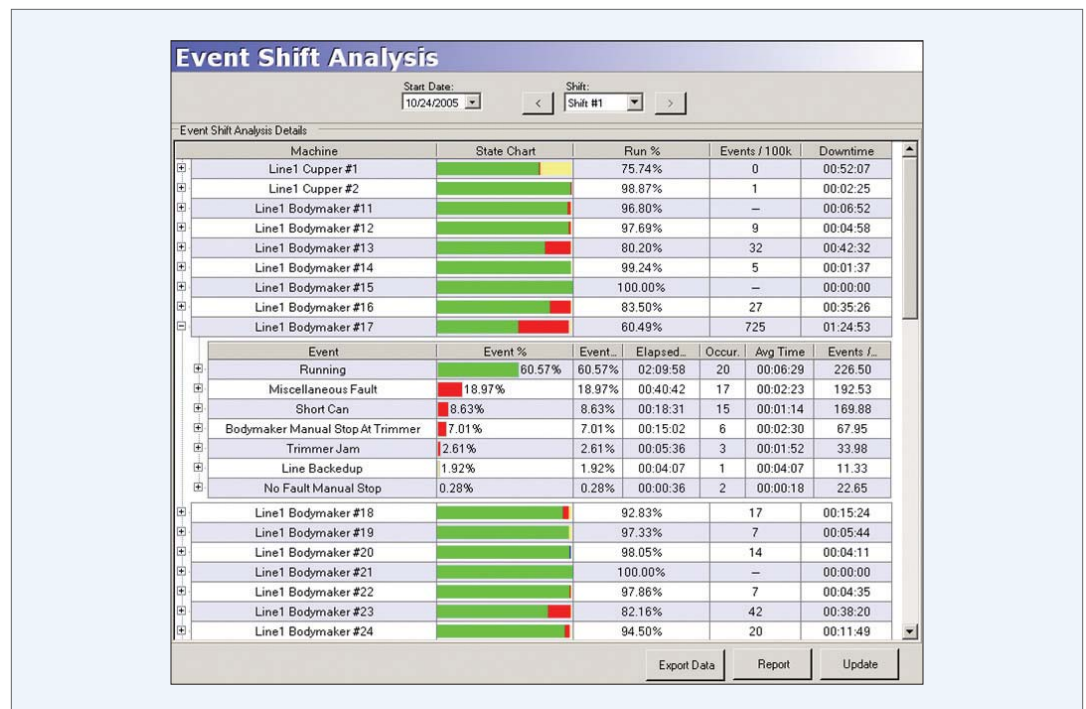 Event Shift Analysis
Start Date: Shift:
10/24/2005 < Shift #1 >
Event Shift Analysis Details
Machine State Chart Run % Events / 100k Downtime
Line1 Cupper #1 75.74% 0 00:52:07
Line1 Cupper #2 98.87% 1 00:02:25
Line1 Bodymaker #11 96.80% – 00:06:52
Line1 Bodymaker #12 97.69% 9 00:04:58
Line1 Bodymaker #13 80.20% 32 00:42:32
Line1 Bodymaker #14 99.24% 5 00:01:37
Line1 Bodymaker #15 100.00% – 00:00:00
Line1 Bodymaker #16 83.50% 27 00:35:26
Line1 Bodymaker #17 60.49% 725 01:24:53
Event Event % Event... Elapsed... Occur. Avg Time Events /...
Running 60.57% 60.57% 02:09:58 20 00:06:29 226.50
Miscellaneous Fault 18.97% 18.97% 00:40:42 17 00:02:23 192.53
Short Can 8.63% 8.63% 00:18:31 15 00:01:14 169.88
Bodymaker Manual Stop At Trimmer 7.01% 7.01% 00:15:02 6 00:02:30 67.95
Trimmer Jam 2.61% 2.61% 00:05:36 3 00:01:52 33.98
Line Backedup 1.92% 1.92% 00:04:07 1 00:04:07 11.33
No Fault Manual Stop 0.28% 0.28% 00:00:36 2 00:00:18 22.65
Line1 Bodymaker #18 92.83% 17 00:15:24
Line1 Bodymaker #19 97.33% 7 00:05:44
Line1 Bodymaker #20 98.05% 14 00:04:11
Line1 Bodymaker #21 100.00% – 00:00:00
Line1 Bodymaker #22 97.86% 7 00:04:35
Line1 Bodymaker #23 82.16% 42 00:38:20
Line1 Bodymaker #24 94.50% 20 00:11:49
Export Data Report Update